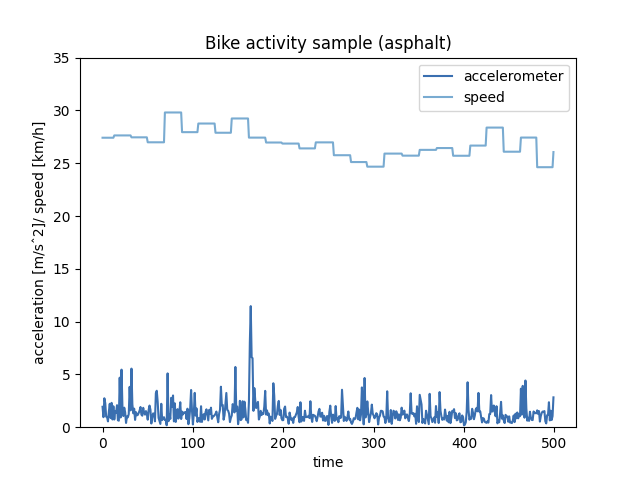 Bike activity sample (asphalt)
35
30
25
20
15
10
5
0
acceleration [m/sˆ2]/ speed [km/h]
accelerometer
speed
0 100 200 300 400 500
time